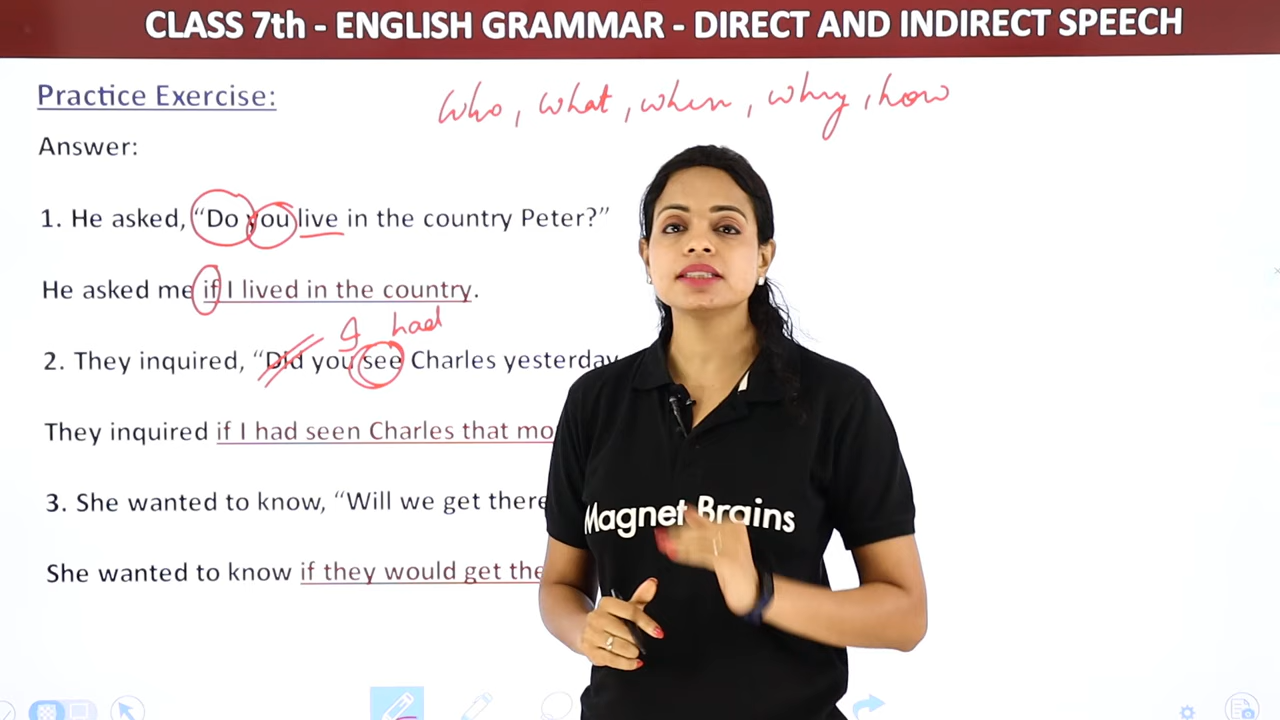 CLASS 7th - ENGLISH GRAMMAR - DIRECT AND INDIRECT SPEECH
Practice Exercise:
who, what, when, why, how
Answer:
1. He asked, “Do you live in the country Peter?”
He asked me if I lived in the country.
I had
2. They inquired, “Did you see Charles yesterday
They inquired if I had seen Charles that mo
3. She wanted to know, “Will we get there
She wanted to know if they would get the
Magnet Brains